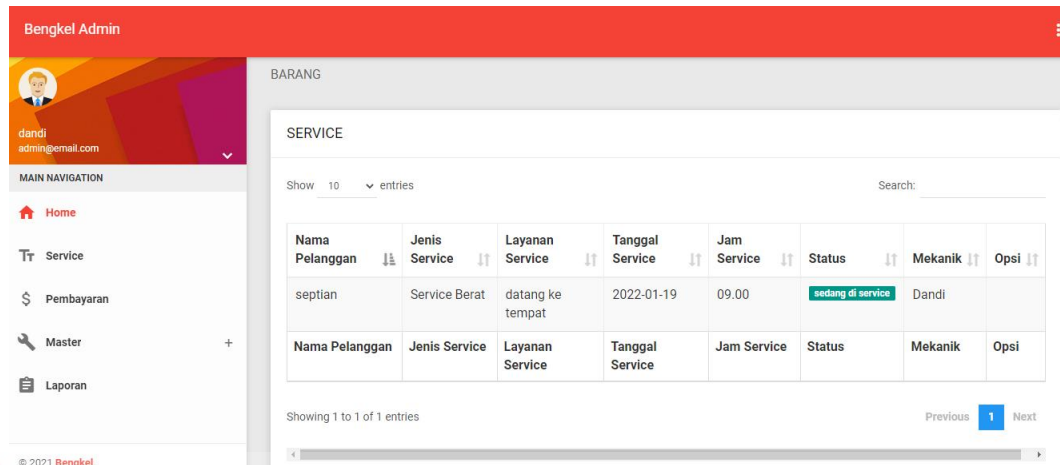 Bengkel Admin
dandi
admin@email.com
MAIN NAVIGATION
Home
Service
Pembayaran
Master +
Laporan
© 2021 Bengkel
BARANG
SERVICE
Show 10 entries
Search:
Nama Pelanggan Jenis Service Layanan Service Tanggal Service Jam Service Status Mekanik Opsi
septian Service Berat datang ke tempat 2022-01-19 09.00 sedang di service Dandi
Nama Pelanggan Jenis Service Layanan Service Tanggal Service Jam Service Status Mekanik Opsi
Showing 1 to 1 of 1 entries
Previous 1 Next